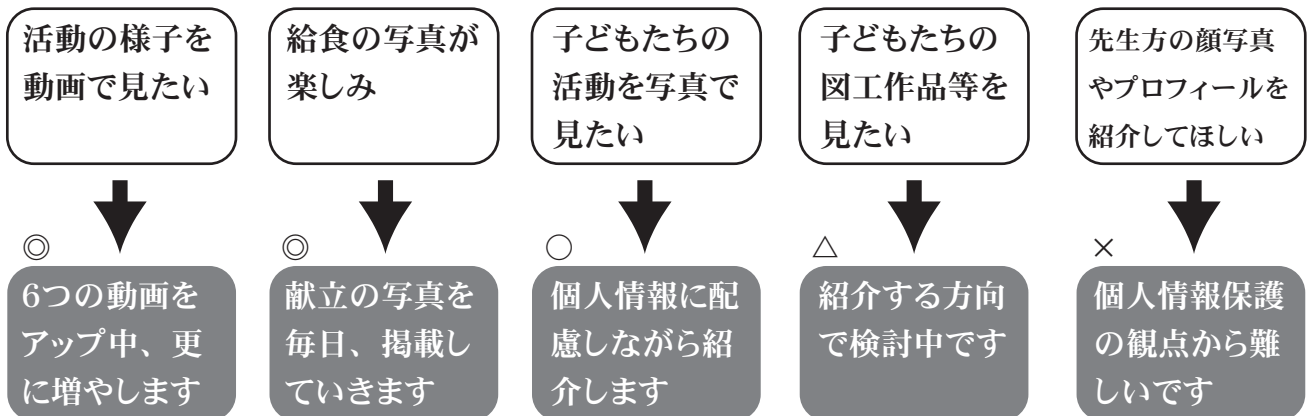 活動の様子を
動画で見たい
給食の写真が
楽しみ
子どもたちの
活動を写真で
見たい
子どもたちの
図工作品等を
見たい
先生方の顔写真
やプロフィールを
紹介してほしい
◎
◎
○
△
×
6つの動画を
アップ中、更
に増やします
献立の写真を
毎日、掲載し
ていきます
個人情報に配
慮しながら紹
介します
紹介する方向
で検討中です
個人情報保護
の観点から難
しいです